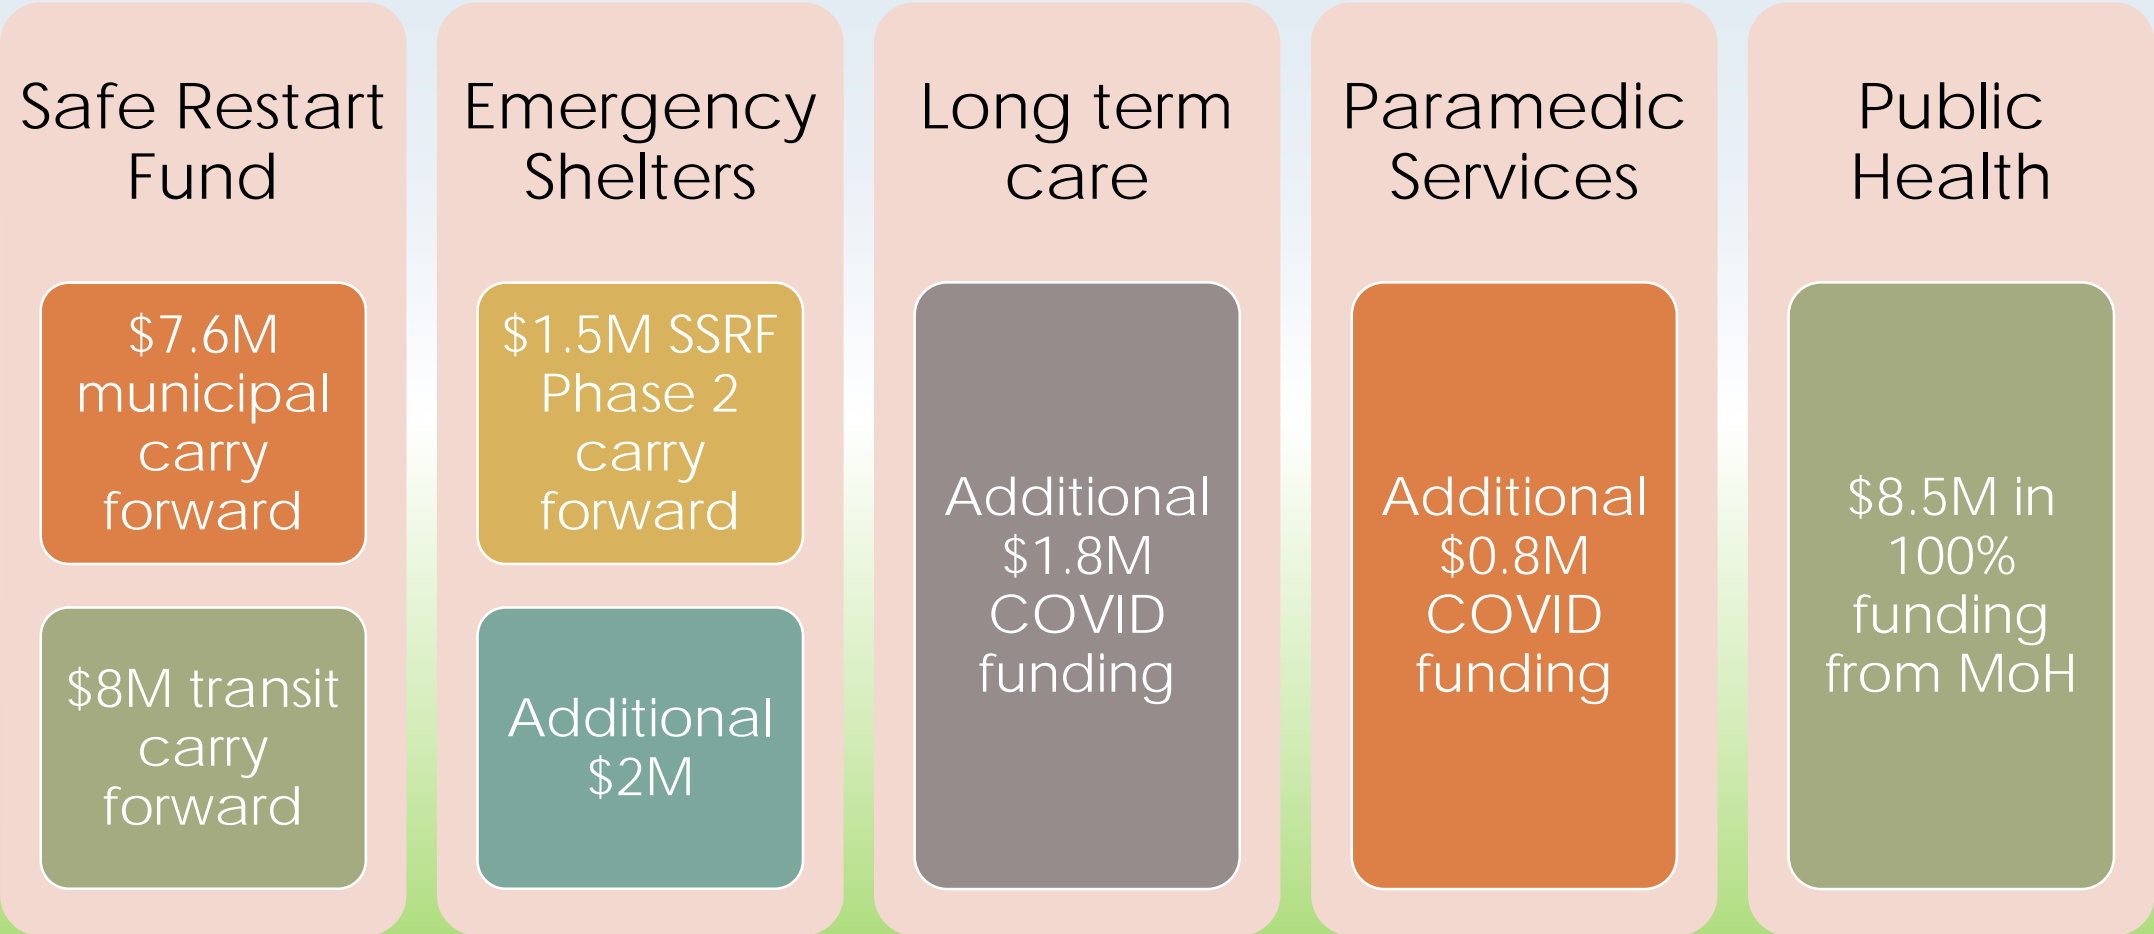 Safe Restart
Fund
$7.6M
municipal
carry
forward
$8M transit
carry
forward
Emergency
Shelters
$1.5M SSRF
Phase 2
carry
forward
Additional
$2M
Long term
care
Additional
$1.8M
COVID
funding
Paramedic
Services
Additional
$0.8M
COVID
funding
Public
Health
$8.5M in
100%
funding
from MoH